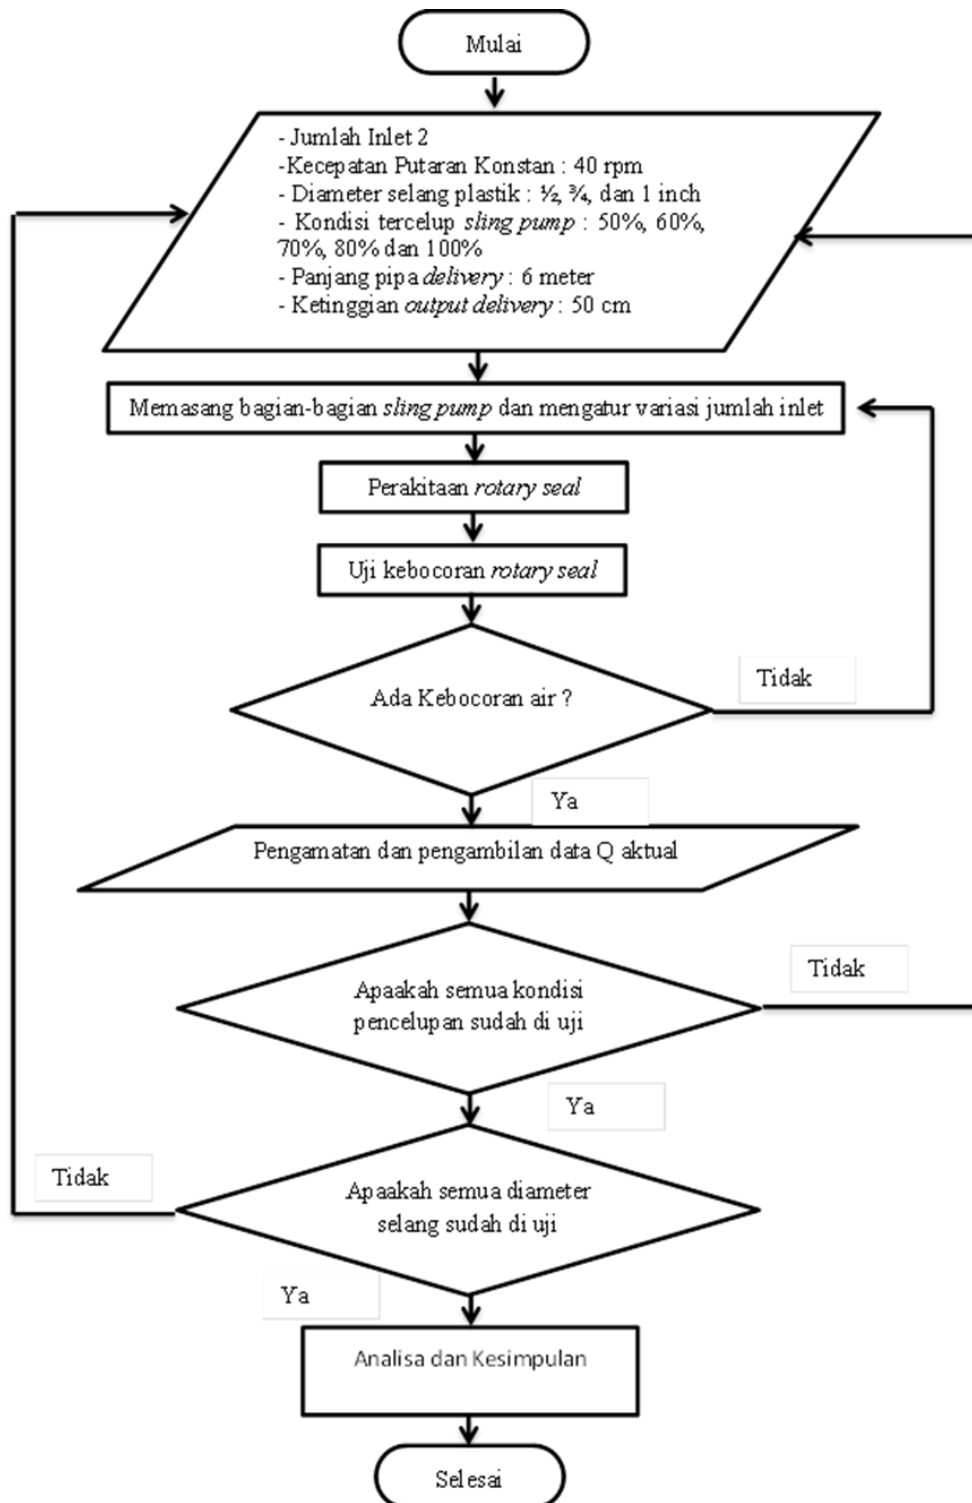 Mulai
- Jumlah Inlet 2
-Kecepatan Putaran Konstan : 40 rpm
- Diameter selang plastik : ½, ¾, dan 1 inch
- Kondisi tercelup sling pump : 50%, 60%,
70%, 80% dan 100%
- Panjang pipa delivery : 6 meter
- Ketinggian output delivery : 50 cm
Memasang bagian-bagian sling pump dan mengatur variasi jumlah inlet
Perakitaan rotary seal
Uji kebocoran rotary seal
Ada Kebocoran air ?
Tidak
Ya
Pengamatan dan pengambilan data Q aktual
Apaakah semua kondisi
pencelupan sudah di uji
Tidak
Ya
Apaakah semua diameter
selang sudah di uji
Tidak
Ya
Analisa dan Kesimpulan
Selesai